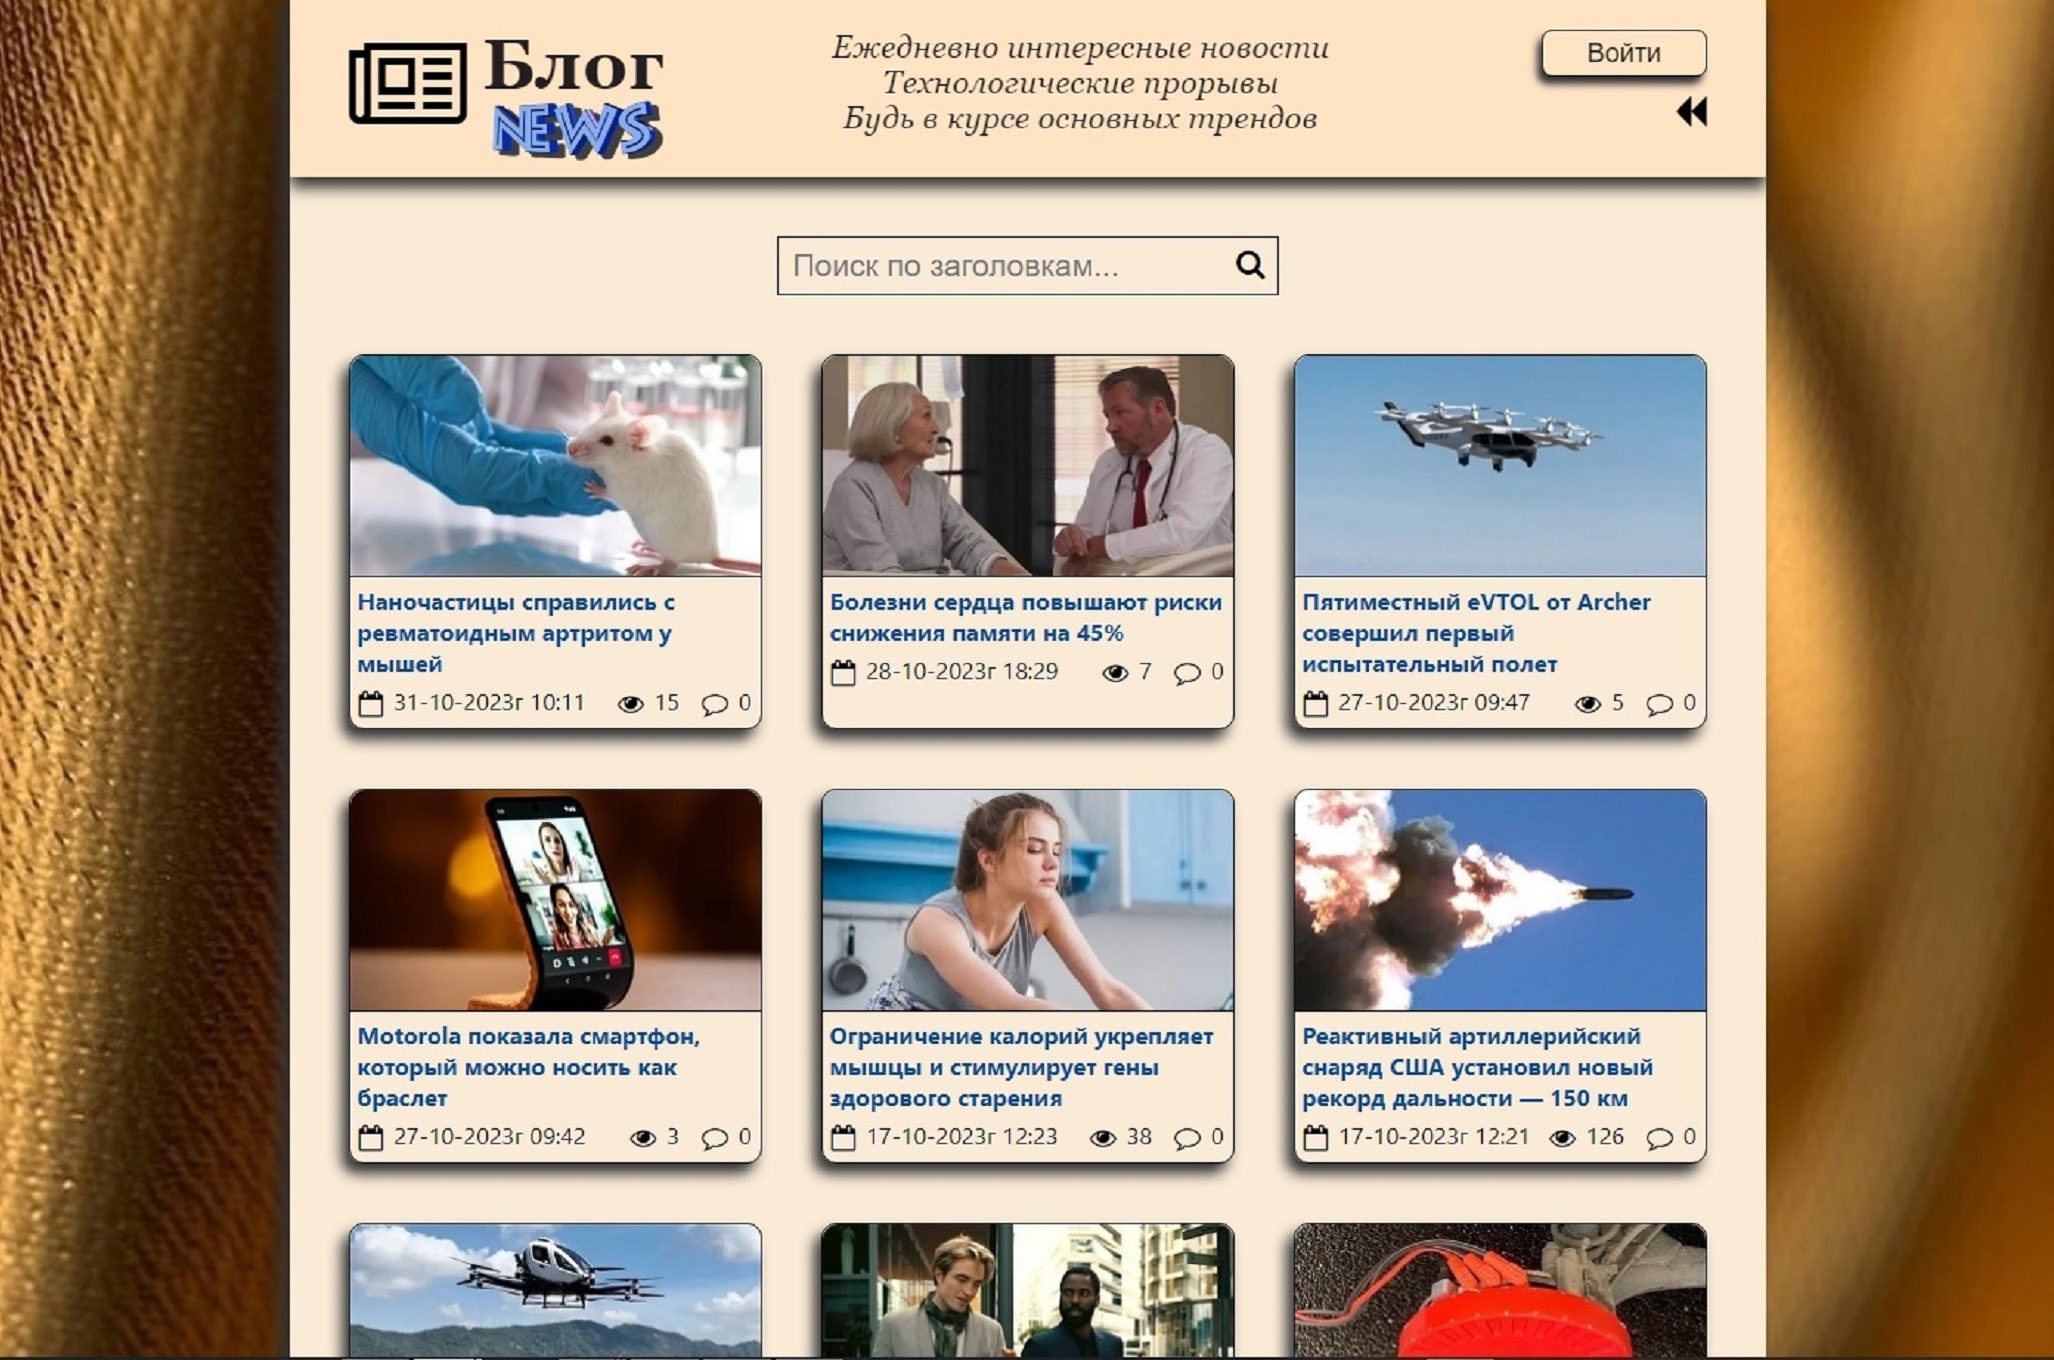 Блог
NEWS
Ежедневно интересные новости
Технологические прорывы
Будь в курсе основных трендов
Войти
Поиск по заголовкам...
Наночастицы справились с
ревматоидным артритом у
мышей
31-10-2023г 10:11 15 0
Болезни сердца повышают риски
снижения памяти на 45%
28-10-2023г 18:29 7 0
Пятиместный eVTOL от Archer
совершил первый
испытательный полет
27-10-2023г 09:47 5 0
Motorola показала смартфон,
который можно носить как
браслет
27-10-2023г 09:42 3 0
Ограничение калорий укрепляет
мышцы и стимулирует гены
здорового старения
17-10-2023г 12:23 38 0
Реактивный артиллерийский
снаряд США установил новый
рекорд дальности — 150 км
17-10-2023г 12:21 126 0